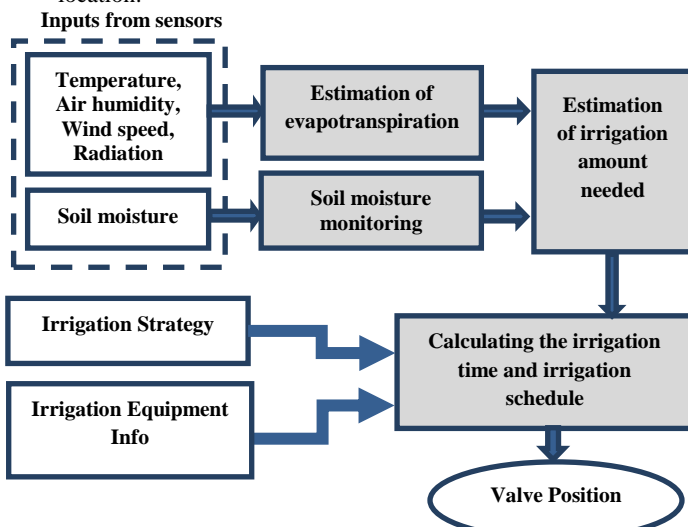 location.
Inputs from sensors
Temperature,
Air humidity,
Wind speed,
Radiation
Estimation of
evapotranspiration
Estimation
of irrigation
amount
needed
Soil moisture
Soil moisture
monitoring
Irrigation Strategy
Calculating the irrigation
time and irrigation
schedule
Irrigation Equipment
Info
Valve Position